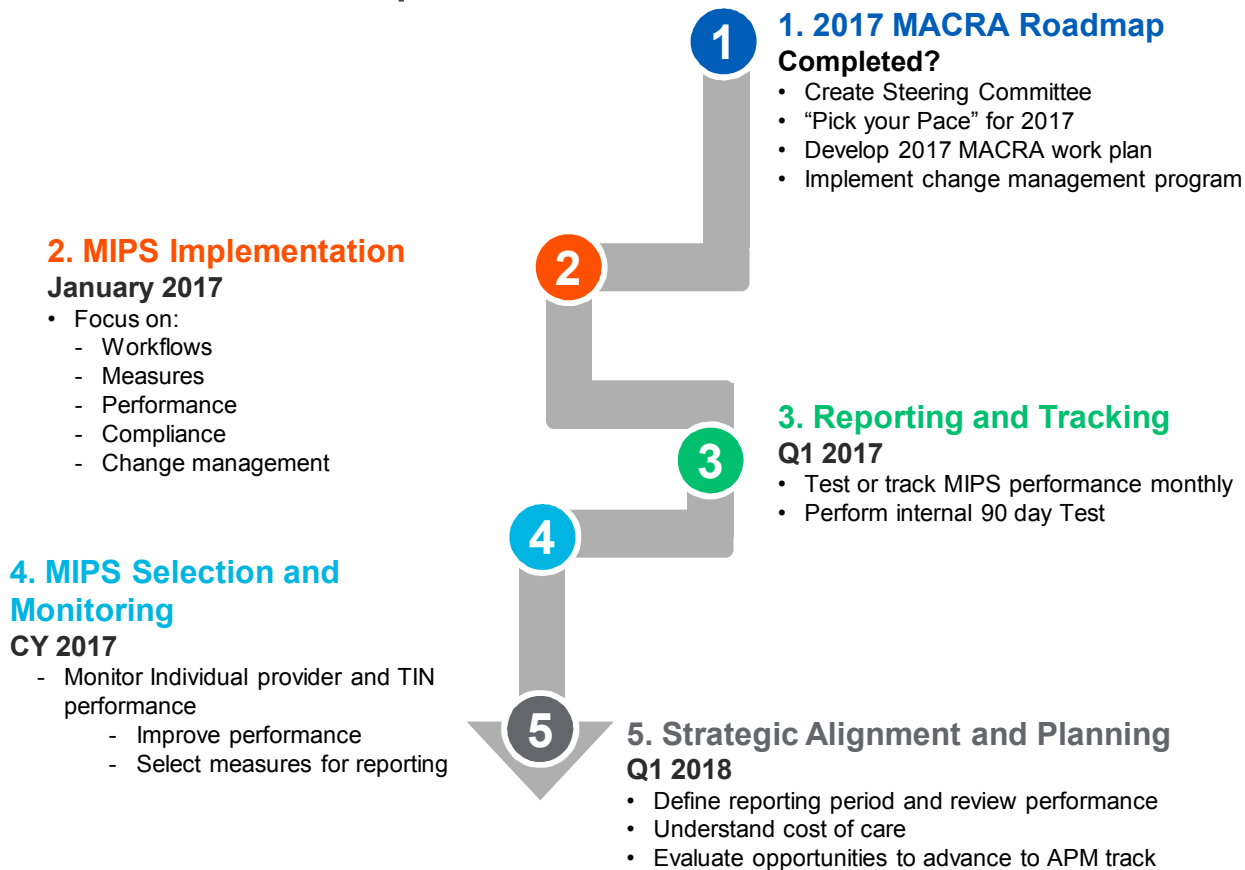 1
1. 2017 MACRA Roadmap
Completed?
• Create Steering Committee
• “Pick your Pace” for 2017
• Develop 2017 MACRA work plan
• Implement change management program
2. MIPS Implementation
January 2017
• Focus on:
- Workflows
- Measures
- Performance
- Compliance
- Change management
2
3
3. Reporting and Tracking
Q1 2017
• Test or track MIPS performance monthly
• Perform internal 90 day Test
4
4. MIPS Selection and
Monitoring
CY 2017
- Monitor Individual provider and TIN
performance
- Improve performance
- Select measures for reporting
5
5. Strategic Alignment and Planning
Q1 2018
• Define reporting period and review performance
• Understand cost of care
• Evaluate opportunities to advance to APM track